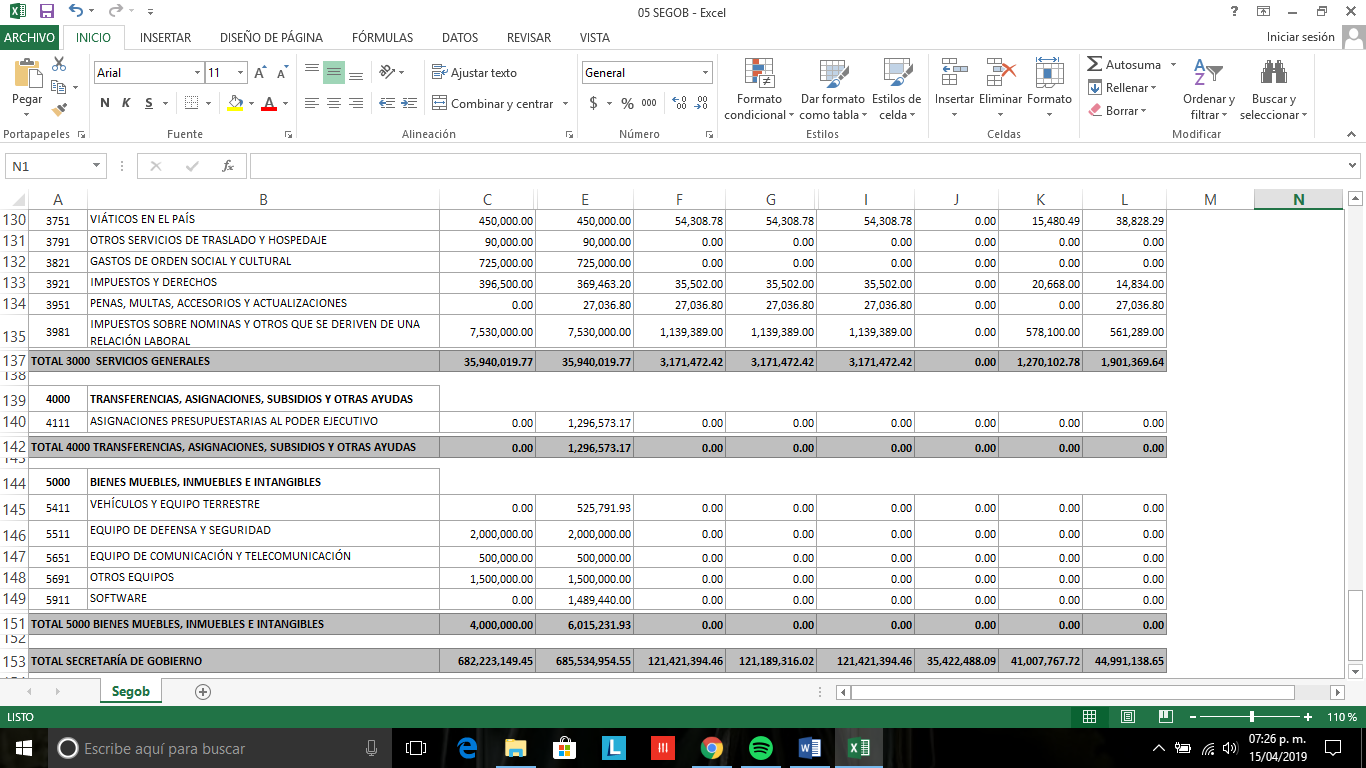 05 SEGOB - Excel
ARCHIVO INICIO INSERTAR DISEÑO DE PÁGINA FÓRMULAS DATOS REVISAR VISTA Iniciar sesión
Pegar
Arial 11
N K S
Ajustar texto
Combinar y centrar
General
$ % 000
Formato condicional
Dar formato como tabla
Estilos de celda
Insertar Eliminar Formato
Autosuma
Rellenar
Borrar
Ordenar y filtrar
Buscar y seleccionar
Portapapeles Fuente Alineación Número Estilos Celdas Modificar
N1
fx
A B C E F G I J K L M N
130 3751 VIÁTICOS EN EL PAÍS 450,000.00 450,000.00 54,308.78 54,308.78 54,308.78 0.00 15,480.49 38,828.29
131 3791 OTROS SERVICIOS DE TRASLADO Y HOSPEDAJE 90,000.00 90,000.00 0.00 0.00 0.00 0.00 0.00 0.00
132 3821 GASTOS DE ORDEN SOCIAL Y CULTURAL 725,000.00 725,000.00 0.00 0.00 0.00 0.00 0.00 0.00
133 3921 IMPUESTOS Y DERECHOS 396,500.00 369,463.20 35,502.00 35,502.00 35,502.00 0.00 20,668.00 14,834.00
134 3951 PENAS, MULTAS, ACCESORIOS Y ACTUALIZACIONES 0.00 27,036.80 27,036.80 27,036.80 27,036.80 0.00 0.00 27,036.80
135 3981 IMPUESTOS SOBRE NOMINAS Y OTROS QUE SE DERIVEN DE UNA
RELACIÓN LABORAL 7,530,000.00 7,530,000.00 1,139,389.00 1,139,389.00 1,139,389.00 0.00 578,100.00 561,289.00
137 TOTAL 3000 SERVICIOS GENERALES 35,940,019.77 35,940,019.77 3,171,472.42 3,171,472.42 3,171,472.42 0.00 1,270,102.78 1,901,369.64
138
139 4000 TRANSFERENCIAS, ASIGNACIONES, SUBSIDIOS Y OTRAS AYUDAS
140 4111 ASIGNACIONES PRESUPUESTARIAS AL PODER EJECUTIVO 0.00 1,296,573.17 0.00 0.00 0.00 0.00 0.00 0.00
142 TOTAL 4000 TRANSFERENCIAS, ASIGNACIONES, SUBSIDIOS Y OTRAS AYUDAS 0.00 1,296,573.17 0.00 0.00 0.00 0.00 0.00 0.00
143
144 5000 BIENES MUEBLES, INMUEBLES E INTANGIBLES
145 5411 VEHÍCULOS Y EQUIPO TERRESTRE 0.00 525,791.93 0.00 0.00 0.00 0.00 0.00 0.00
146 5511 EQUIPO DE DEFENSA Y SEGURIDAD 2,000,000.00 2,000,000.00 0.00 0.00 0.00 0.00 0.00 0.00
147 5651 EQUIPO DE COMUNICACIÓN Y TELECOMUNICACIÓN 500,000.00 500,000.00 0.00 0.00 0.00 0.00 0.00 0.00
148 5691 OTROS EQUIPOS 1,500,000.00 1,500,000.00 0.00 0.00 0.00 0.00 0.00 0.00
149 5911 SOFTWARE 0.00 1,489,440.00 0.00 0.00 0.00 0.00 0.00 0.00
151 TOTAL 5000 BIENES MUEBLES, INMUEBLES E INTANGIBLES 4,000,000.00 6,015,231.93 0.00 0.00 0.00 0.00 0.00 0.00
152
153 TOTAL SECRETARÍA DE GOBIERNO 682,223,149.45 685,534,954.55 121,421,394.46 121,189,316.02 121,421,394.46 35,422,488.09 41,007,767.72 44,991,138.65
Segob
LISTO 110 %
Escribe aquí para buscar
07:26 p. m.
15/04/2019